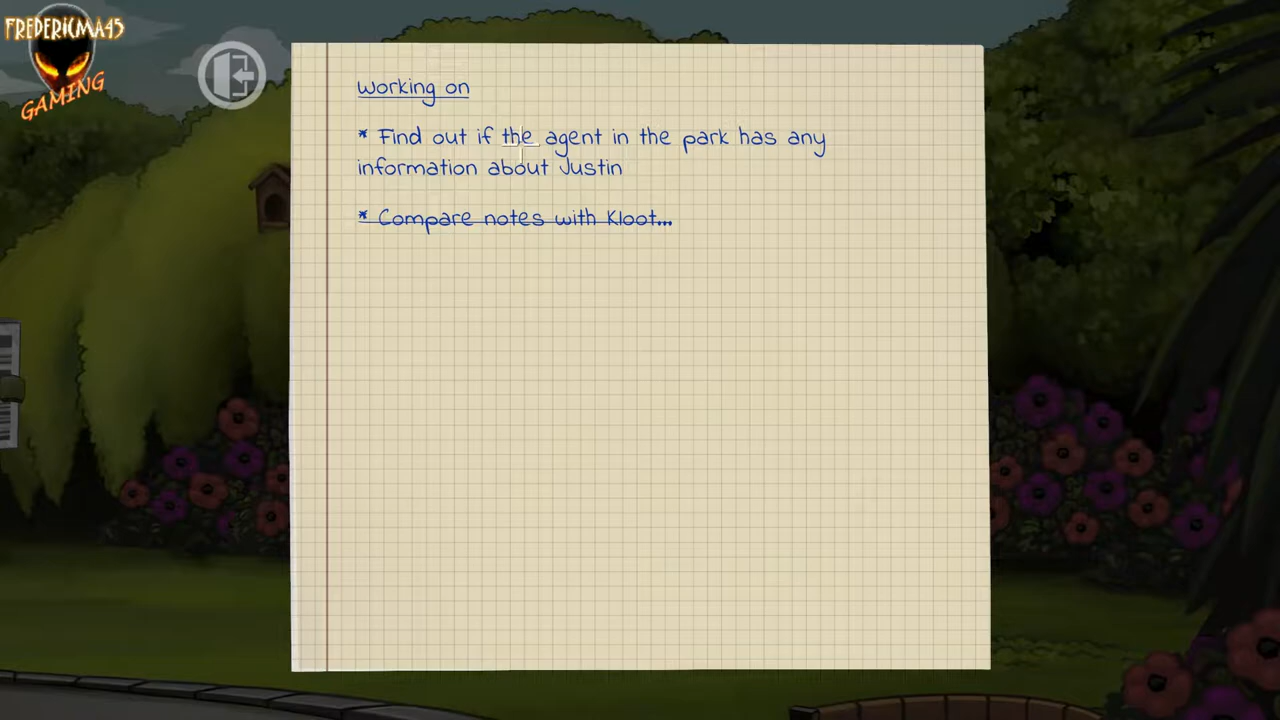 FREDERICMA45
GAMING
Working on
* Find out if the agent in the park has any
information about Justin
* Compare notes with Kloot...